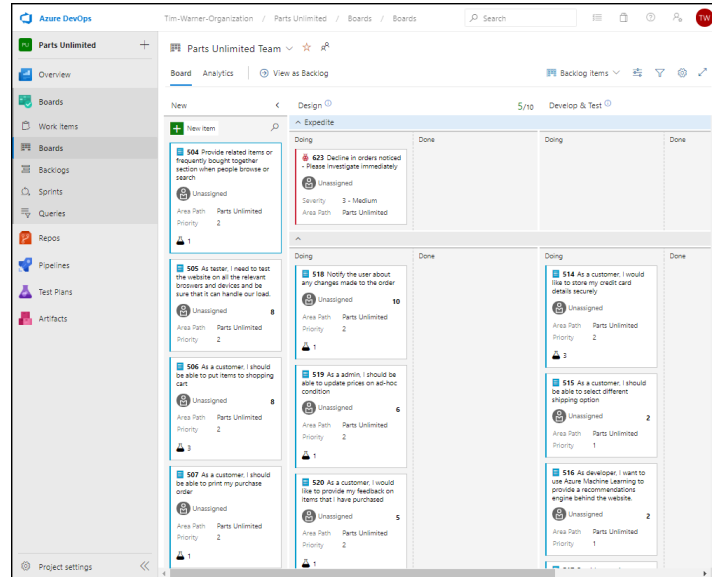 Azure DevOps
Tim-Warner-Organization / Parts Unlimited / Boards / Boards
Search
TW
PU Parts Unlimited
Overview
Boards
Work Items
Boards
Backlogs
Sprints
Queries
Repos
Pipelines
Test Plans
Artifacts
Project settings
Parts Unlimited Team
Board Analytics View as Backlog
Backlog items
New
Design 5/10
Develop & Test
New item
Expedite
Doing Done Doing Done
504 Provide related items or
frequently bought together
section when people browse or
search
Unassigned
Area Path Parts Unlimited
Priority 2
1
505 As tester, I need to test
the website on all the relevant
broswers and devices and be
sure that it can handle our load.
Unassigned 8
Area Path Parts Unlimited
Priority 2
506 As a customer, I should
be able to put items to shopping
cart
Unassigned 8
Area Path Parts Unlimited
Priority 2
3
507 As a customer, I should
be able to print my purchase
order
Unassigned
Area Path Parts Unlimited
Priority 2
1
623 Decline in orders noticed
- Please investigate immediately
Unassigned
Severity 3 - Medium
Area Path Parts Unlimited
Doing Done Doing Done
518 Notify the user about
any changes made to the order
Unassigned 10
Area Path Parts Unlimited
Priority 2
1
519 As a admin, I should be
able to update prices on ad-hoc
condition
Unassigned 6
Area Path Parts Unlimited
Priority 2
1
520 As a customer, I would
like to provide my feedback on
items that I have purchased
Unassigned 5
Area Path Parts Unlimited
Priority 2
1
514 As a customer, I would
like to store my credit card
details securely
Unassigned
Area Path Parts Unlimited
Priority 2
3
515 As a customer, I should
be able to select different
shipping option
Unassigned 2
Area Path Parts Unlimited
Priority 1
516 As developer, I want to
use Azure Machine Learning to
provide a recommendations
engine behind the website.
Unassigned 2
Area Path Parts Unlimited
Priority 1